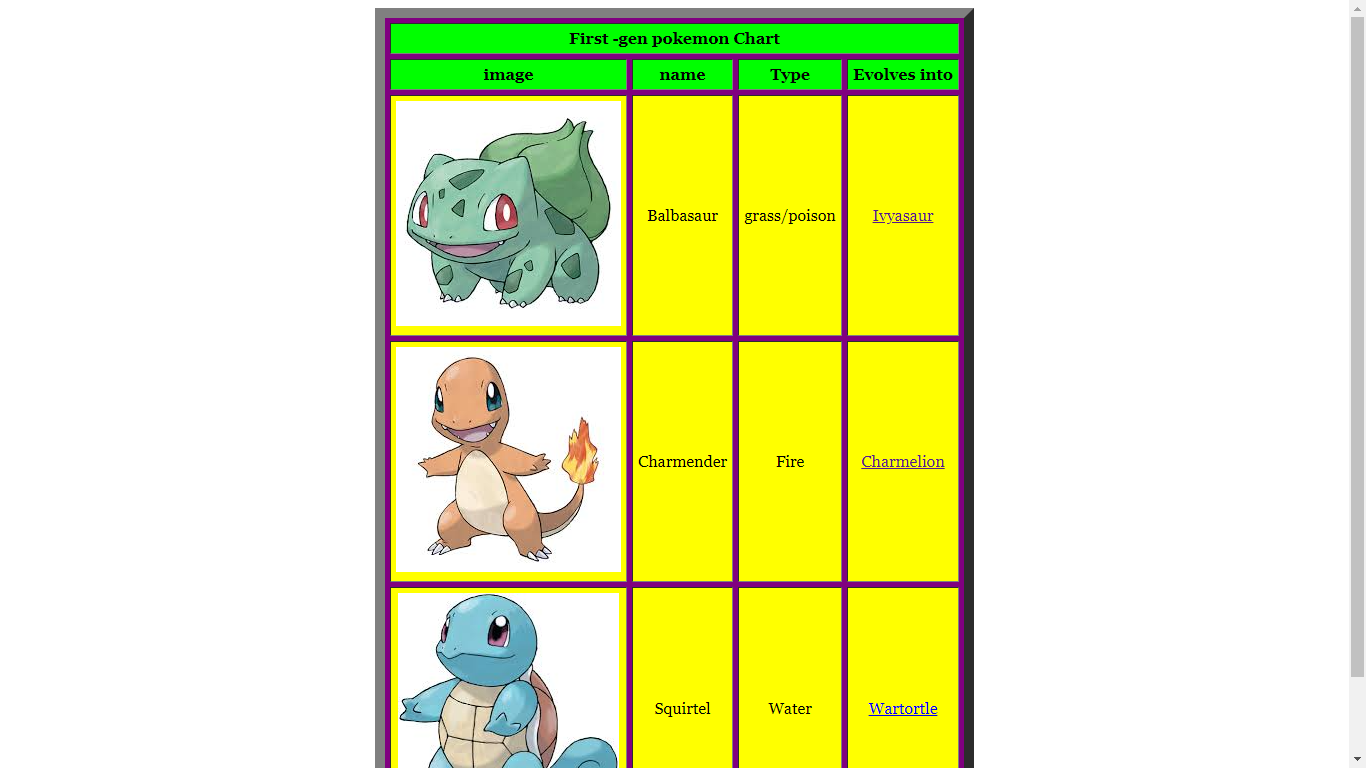 First -gen pokemon Chart
image name Type Evolves into
Balbasaur grass/poison Ivyasaur
Charmender Fire Charmelion
Squirtel Water Wartortle